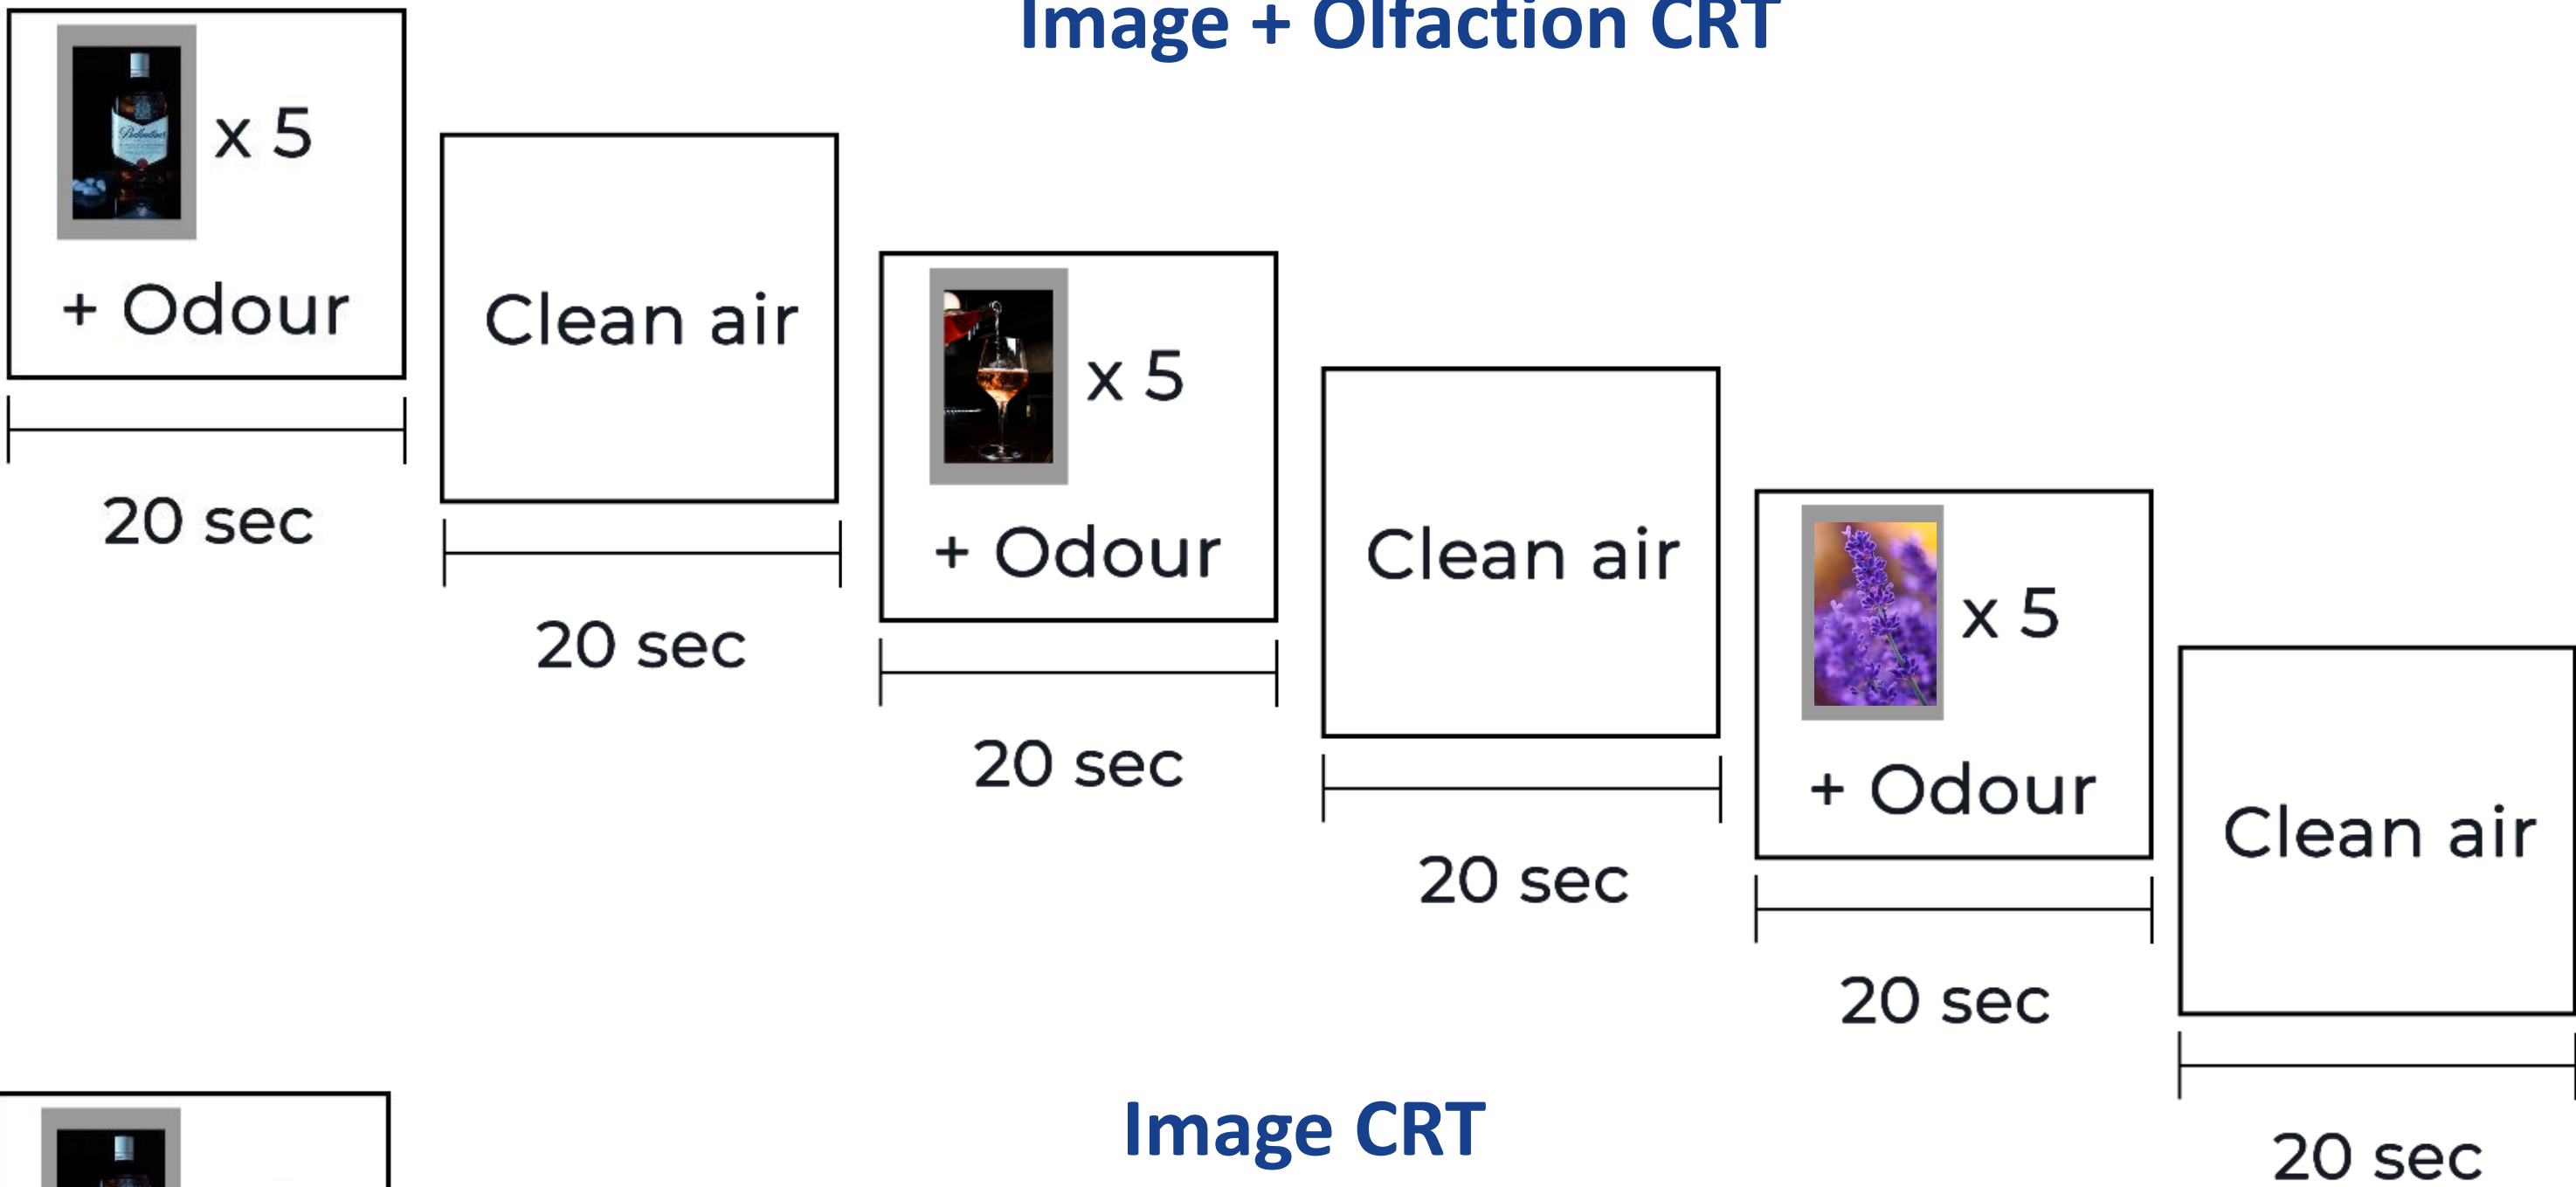 Image + Olfaction CRT
Ballantine's
x 5
+ Odour
20 sec
Clean air
20 sec
x 5
+ Odour
20 sec
Clean air
20 sec
x 5
+ Odour
20 sec
Clean air
20 sec
Image CRT